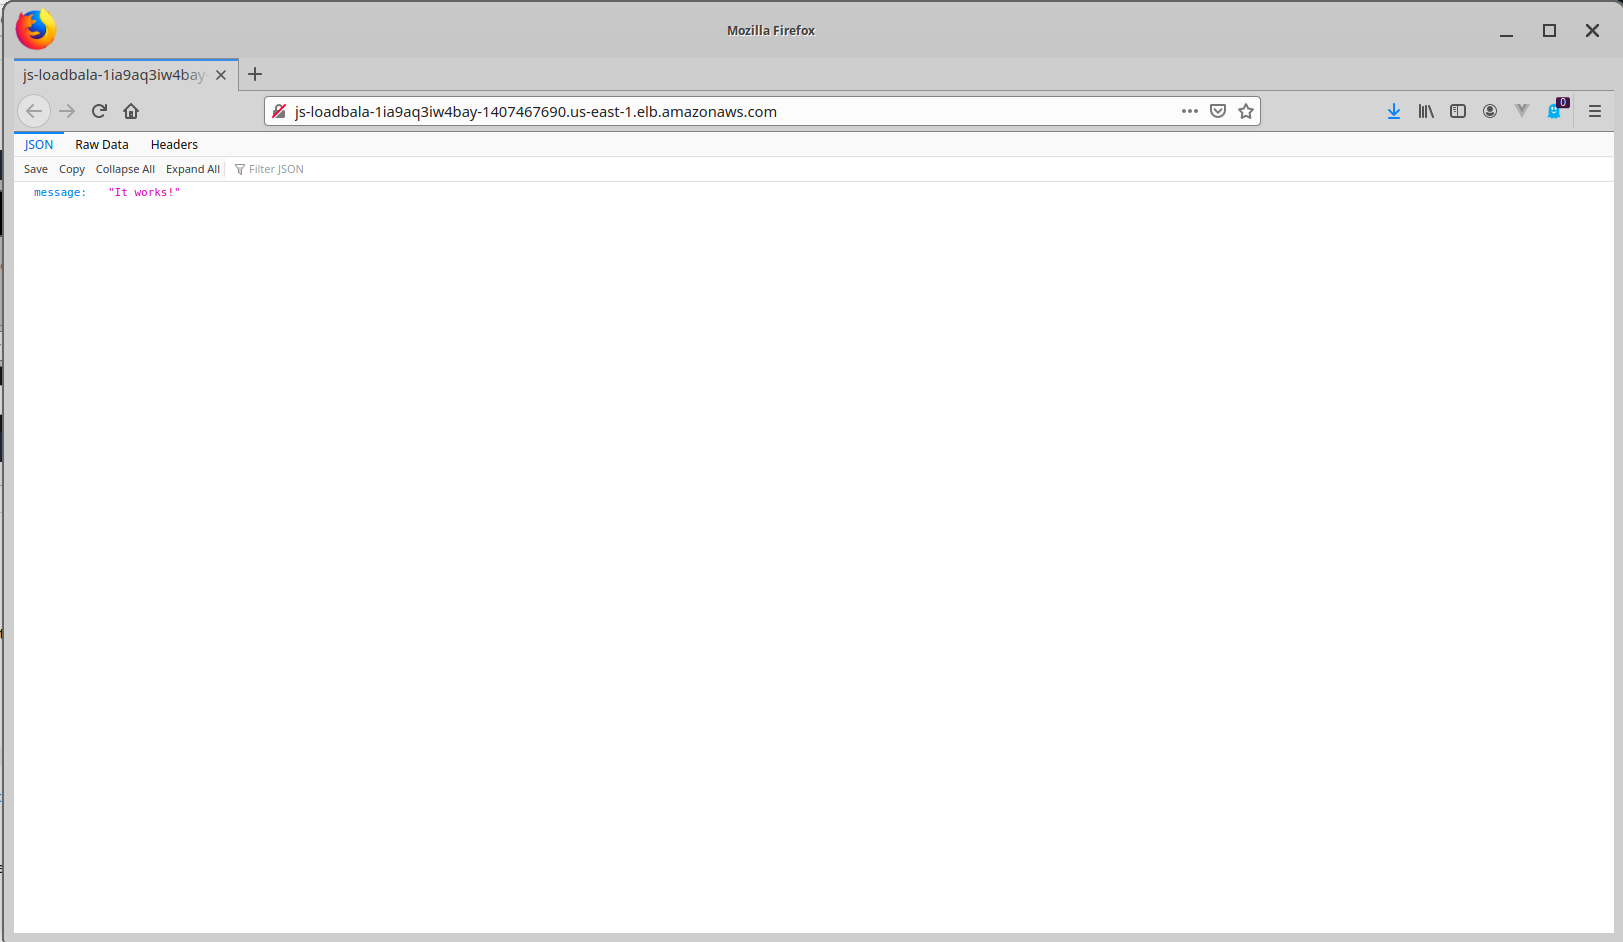 Mozilla Firefox
js-loadbala-1ia9aq3iw4bay
js-loadbala-1ia9aq3iw4bay-1407467690.us-east-1.elb.amazonaws.com
0
JSON Raw Data Headers
Save Copy Collapse All Expand All Filter JSON
message: "It works!"